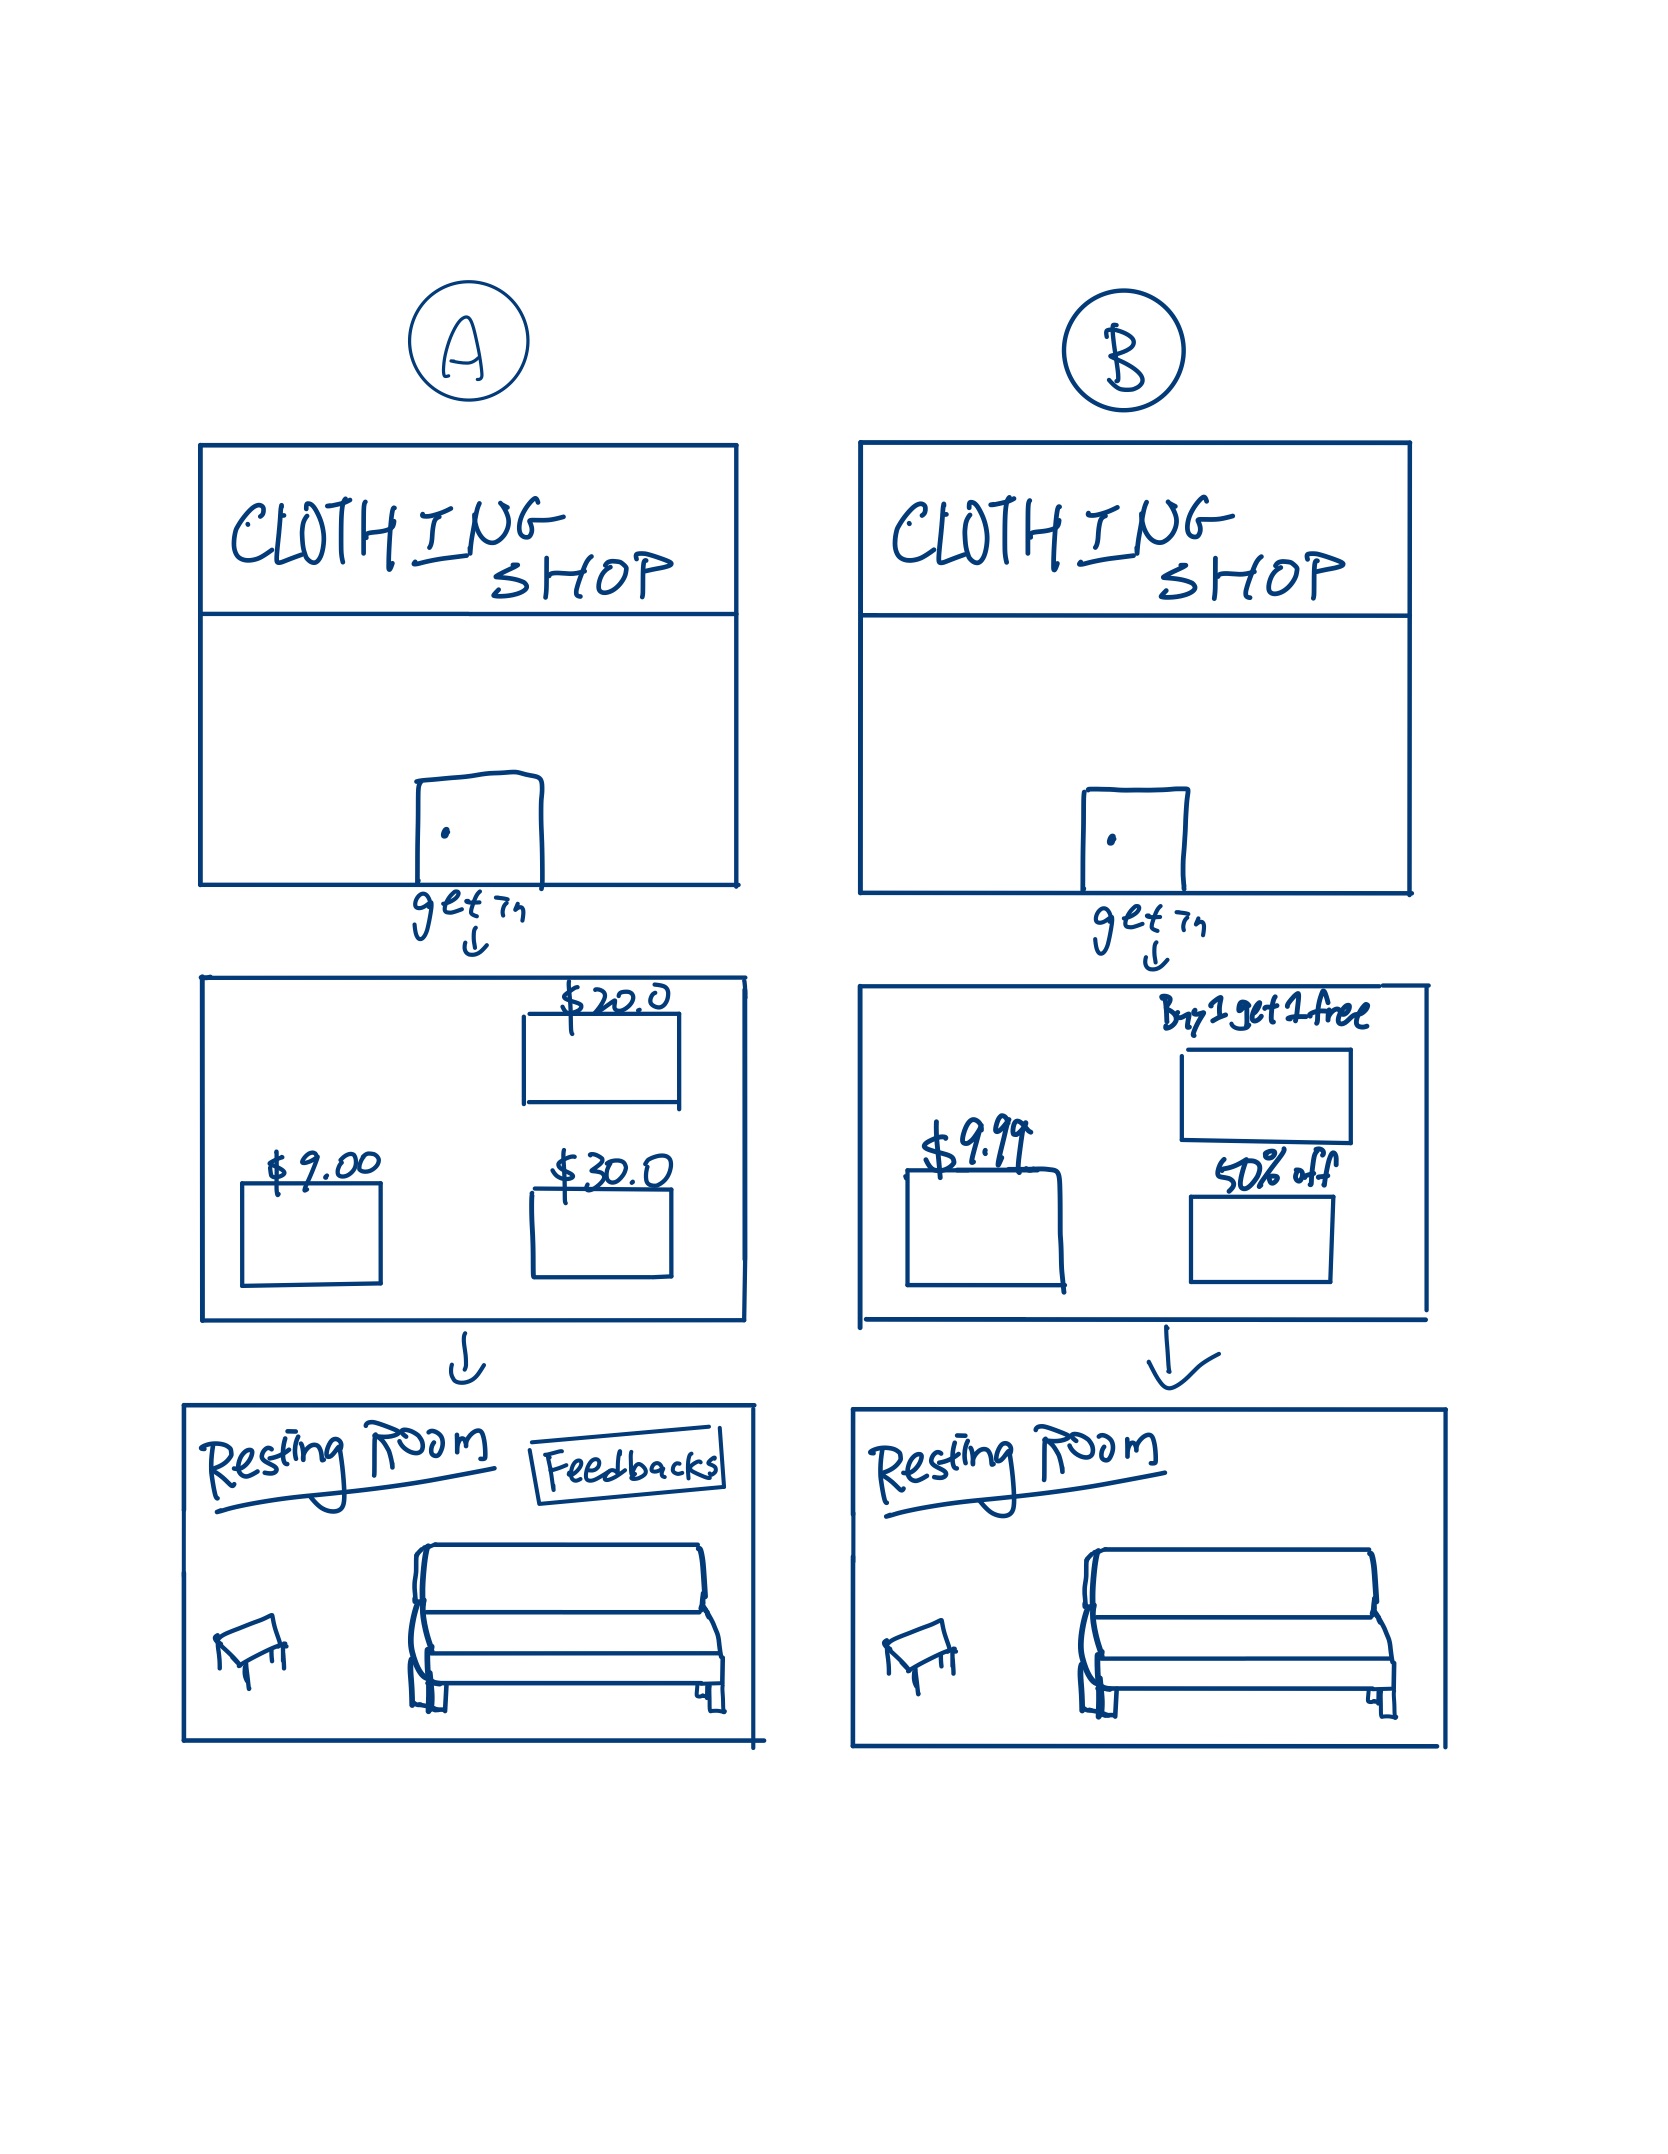 A
CLOTHING
SHOP
get in
$20.0
$9.00
$30.0
Resting Room
Feedbacks
B
CLOTHING
SHOP
get in
Buy 1 get 1 free
$9.99
50% off
Resting Room